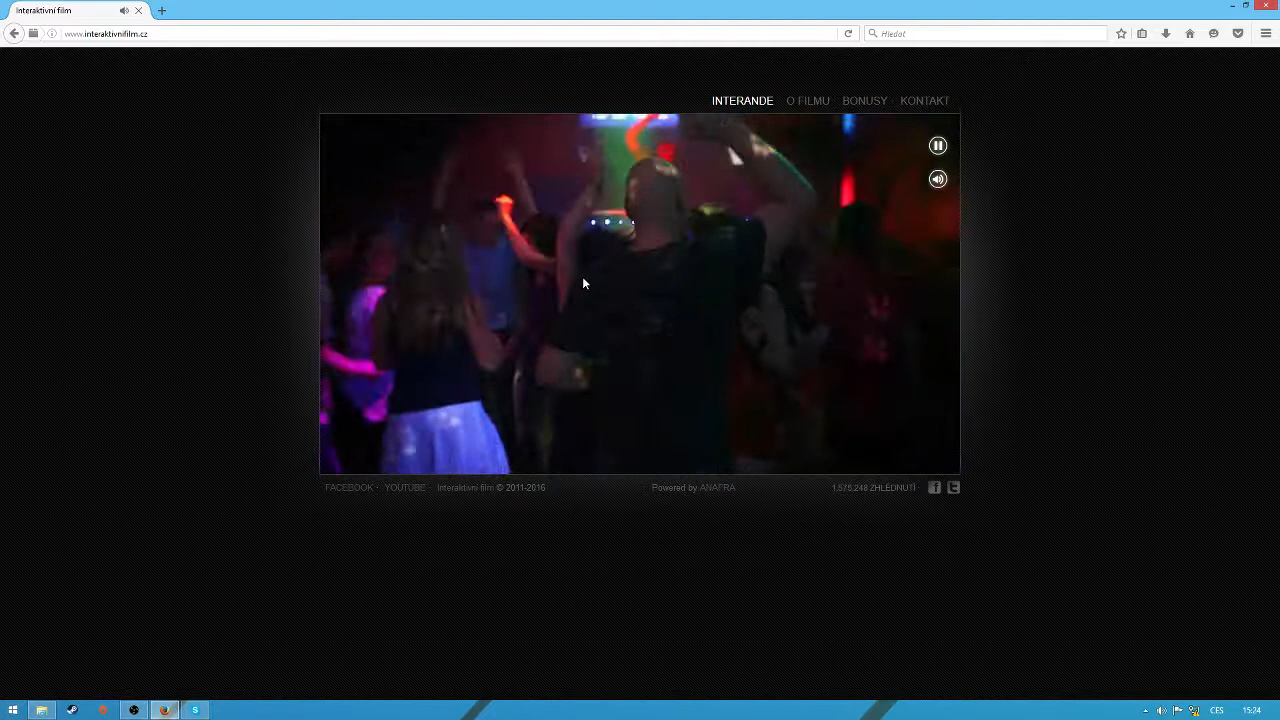 Interaktivní film
www.interaktivnifilm.cz
Hledat
INTERANDE O FILMU BONUSY KONTAKT
FACEBOOK · YOUTUBE · Interaktivní film © 2011-2016 Powered by ANAFRA 1,575,248 ZHLÉDNUTÍ
CES 15:24